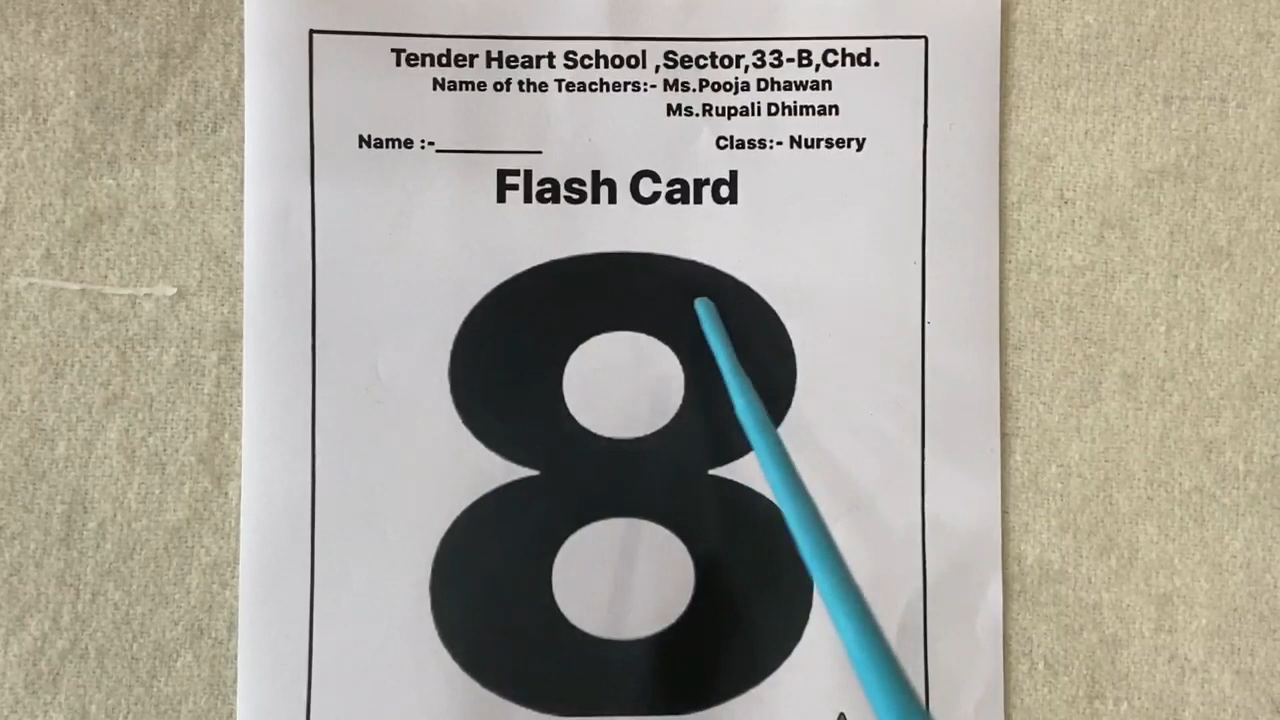 Tender Heart School ,Sector,33-B,Chd.
Name of the Teachers:- Ms.Pooja Dhawan
Ms.Rupali Dhiman
Name :-__________ Class:- Nursery
Flash Card
8